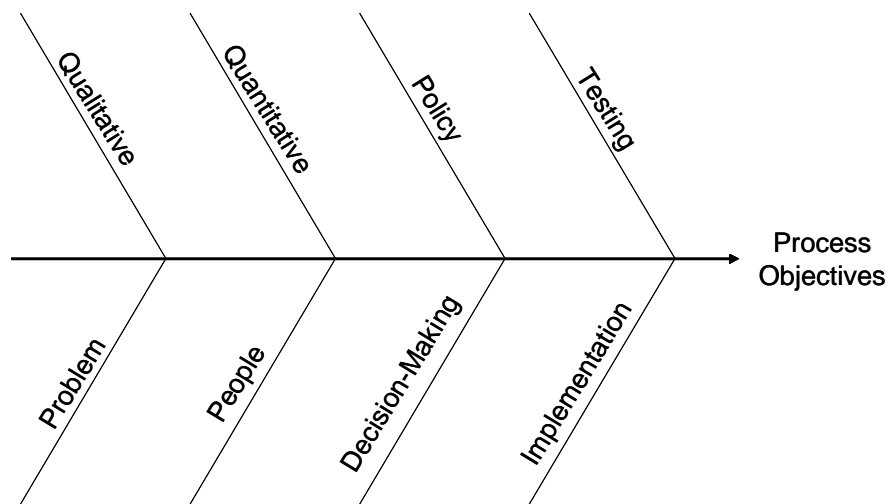 Qualitative
Quantitative
Policy
Testing
Process
Objectives
Problem
People
Decision-Making
Implementation